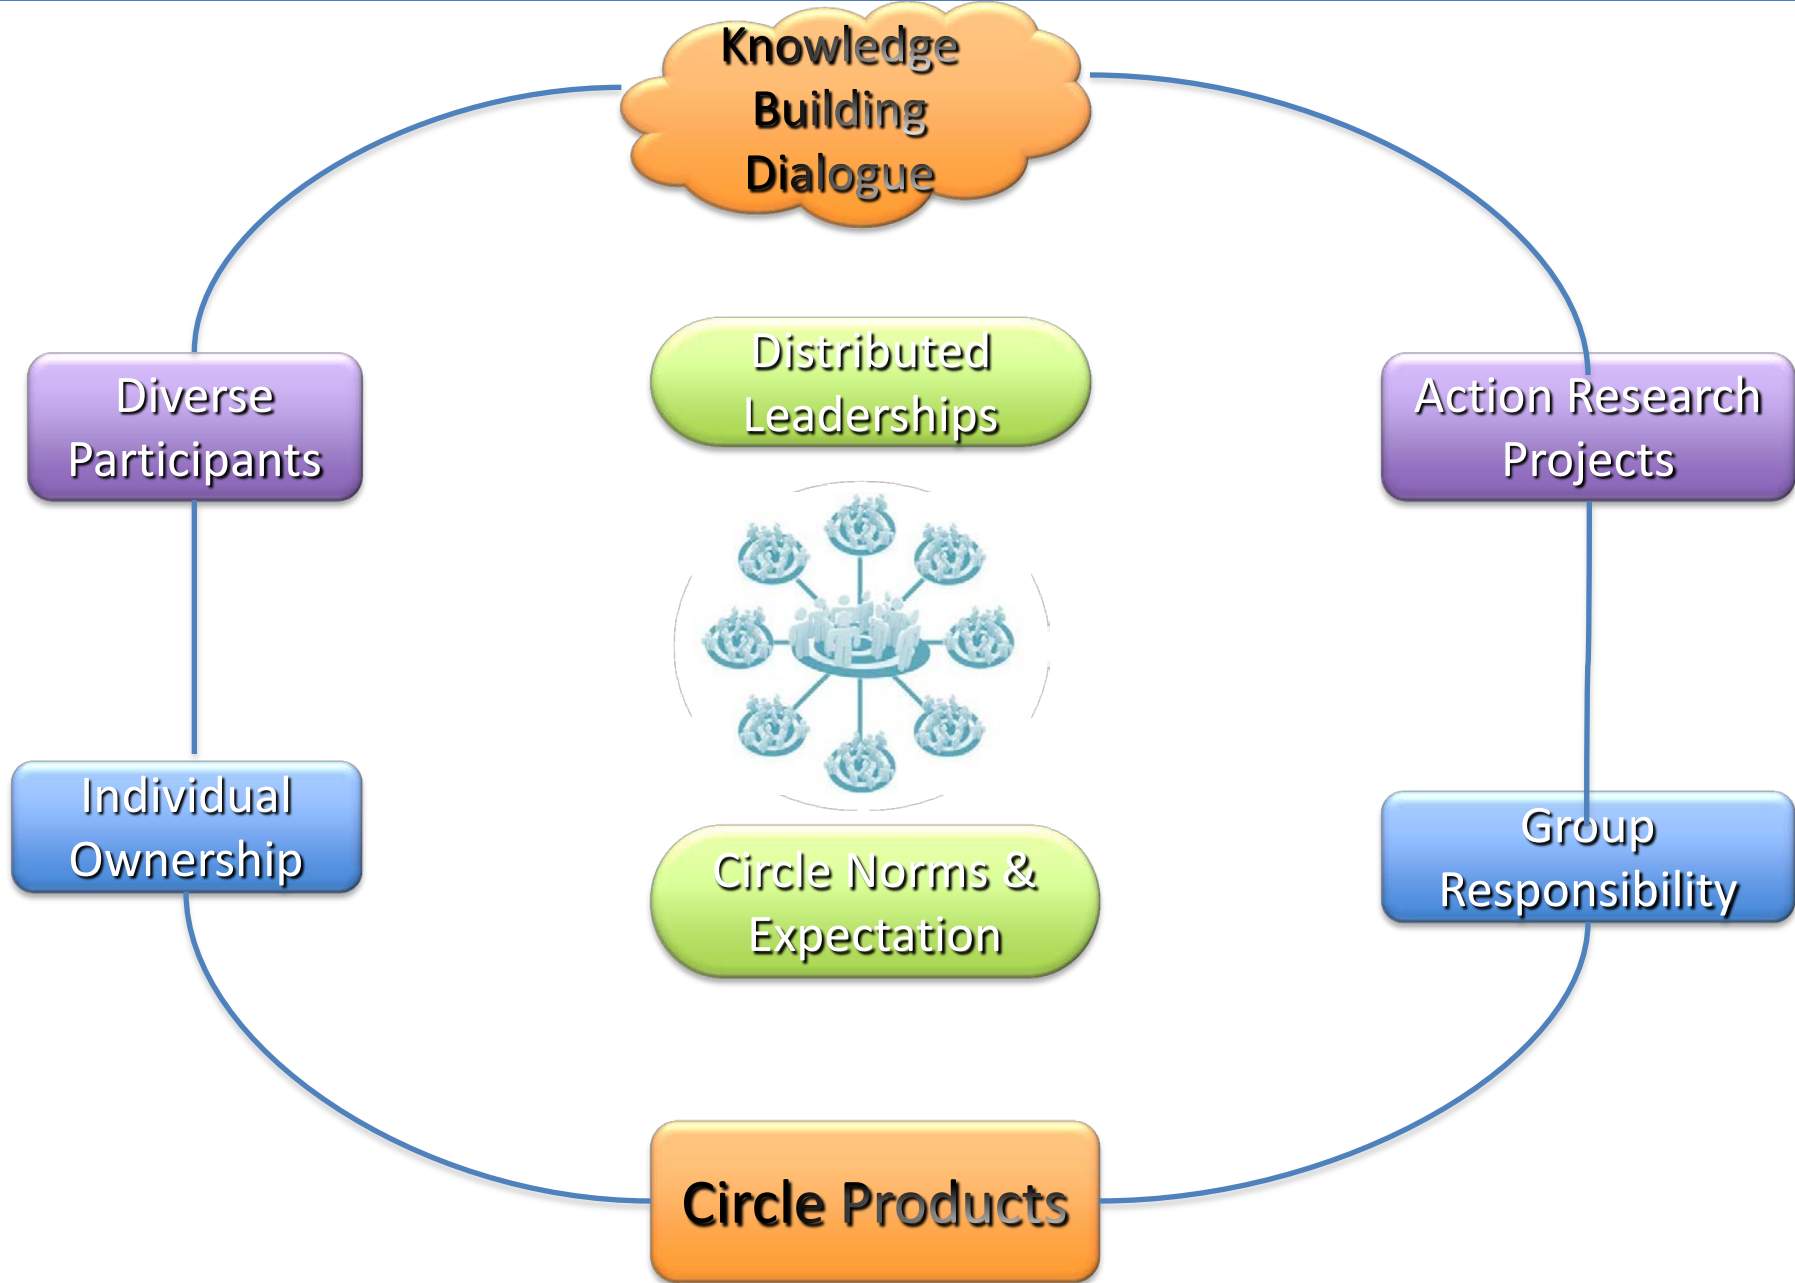 Knowledge
Building
Dialogue
Distributed
Leaderships
Diverse
Participants
Action Research
Projects
Individual
Ownership
Group
Responsibility
Circle Norms &
Expectation
Circle Products